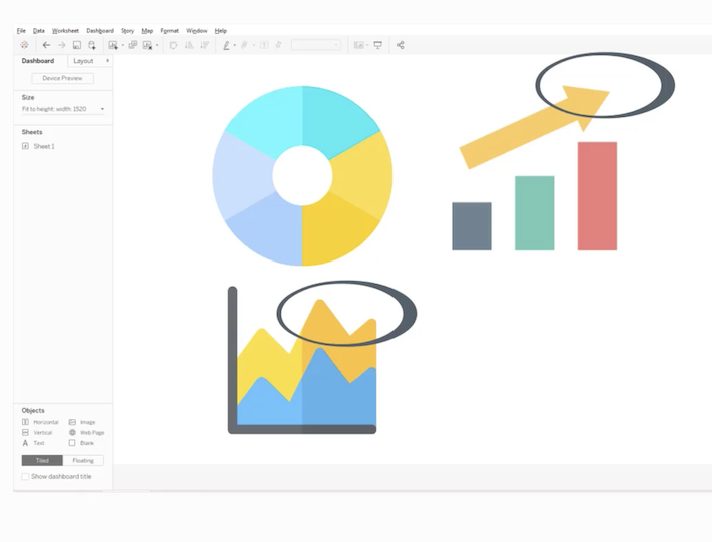 File Data Worksheet Dashboard Story Map Format Window Help
Dashboard Layout
Device Preview
Size
Fit to height: width: 1520
Sheets
Sheet 1
Objects
Horizontal Image
Vertical Web Page
A Text Blank
Tiled Floating
Show dashboard title